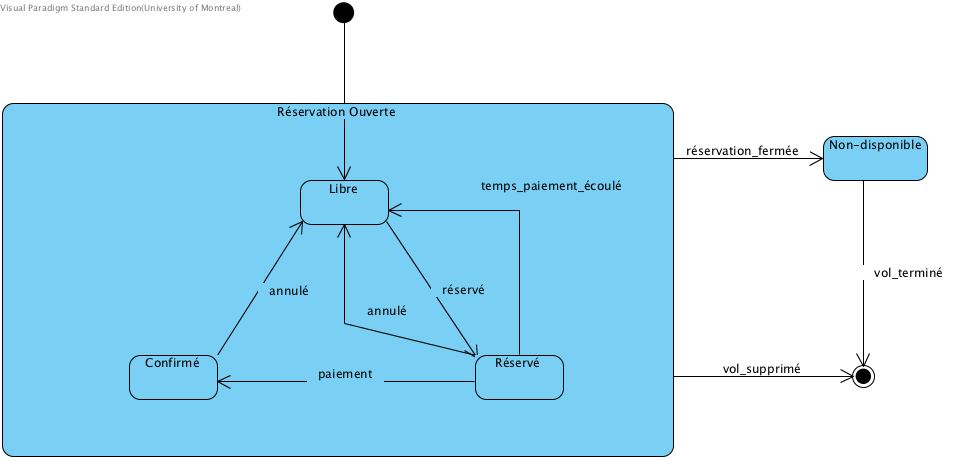 Visual Paradigm Standard Edition(University of Montreal)
Réservation Ouverte
réservation_fermée
Non-disponible
Libre
temps_paiement_écoulé
annulé
réservé
annulé
vol_terminé
Confirmé
Réservé
paiement
vol_supprimé